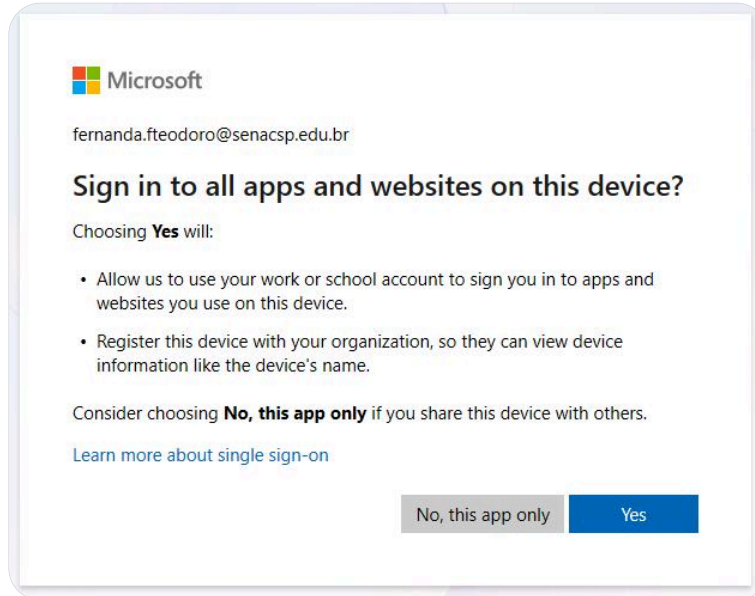 Microsoft
fernanda.fteodoro@senacsp.edu.br
Sign in to all apps and websites on this device?
Choosing Yes will:
• Allow us to use your work or school account to sign you in to apps and
websites you use on this device.
• Register this device with your organization, so they can view device
information like the device's name.
Consider choosing No, this app only if you share this device with others.
Learn more about single sign-on
No, this app only
Yes